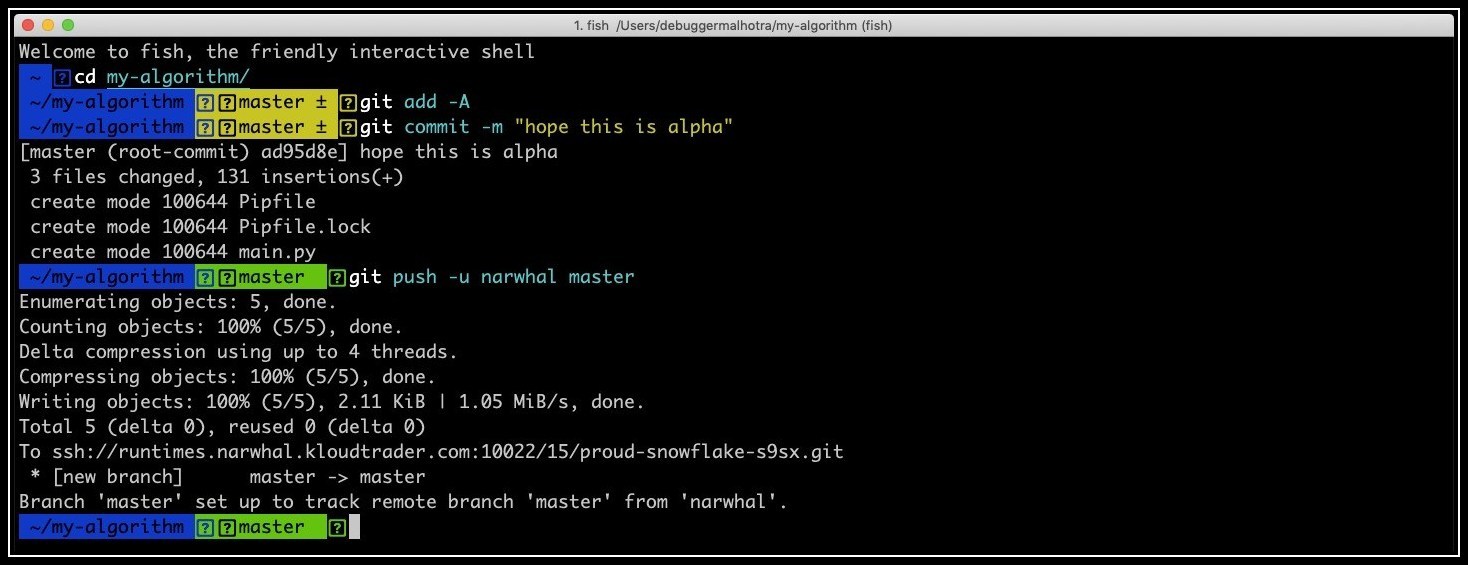 1. fish /Users/debuggermalhotra/my-algorithm (fish)
Welcome to fish, the friendly interactive shell
~ ?cd my-algorithm/
~/my-algorithm ??master ± ?git add -A
~/my-algorithm ??master ± ?git commit -m "hope this is alpha"
[master (root-commit) ad95d8e] hope this is alpha
3 files changed, 131 insertions(+)
create mode 100644 Pipfile
create mode 100644 Pipfile.lock
create mode 100644 main.py
~/my-algorithm ??master ?git push -u narwhal master
Enumerating objects: 5, done.
Counting objects: 100% (5/5), done.
Delta compression using up to 4 threads.
Compressing objects: 100% (5/5), done.
Writing objects: 100% (5/5), 2.11 KiB | 1.05 MiB/s, done.
Total 5 (delta 0), reused 0 (delta 0)
To ssh://runtimes.narwhal.kloudtrader.com:10022/15/proud-snowflake-s9sx.git
* [new branch] master -> master
Branch 'master' set up to track remote branch 'master' from 'narwhal'.
~/my-algorithm ??master ?